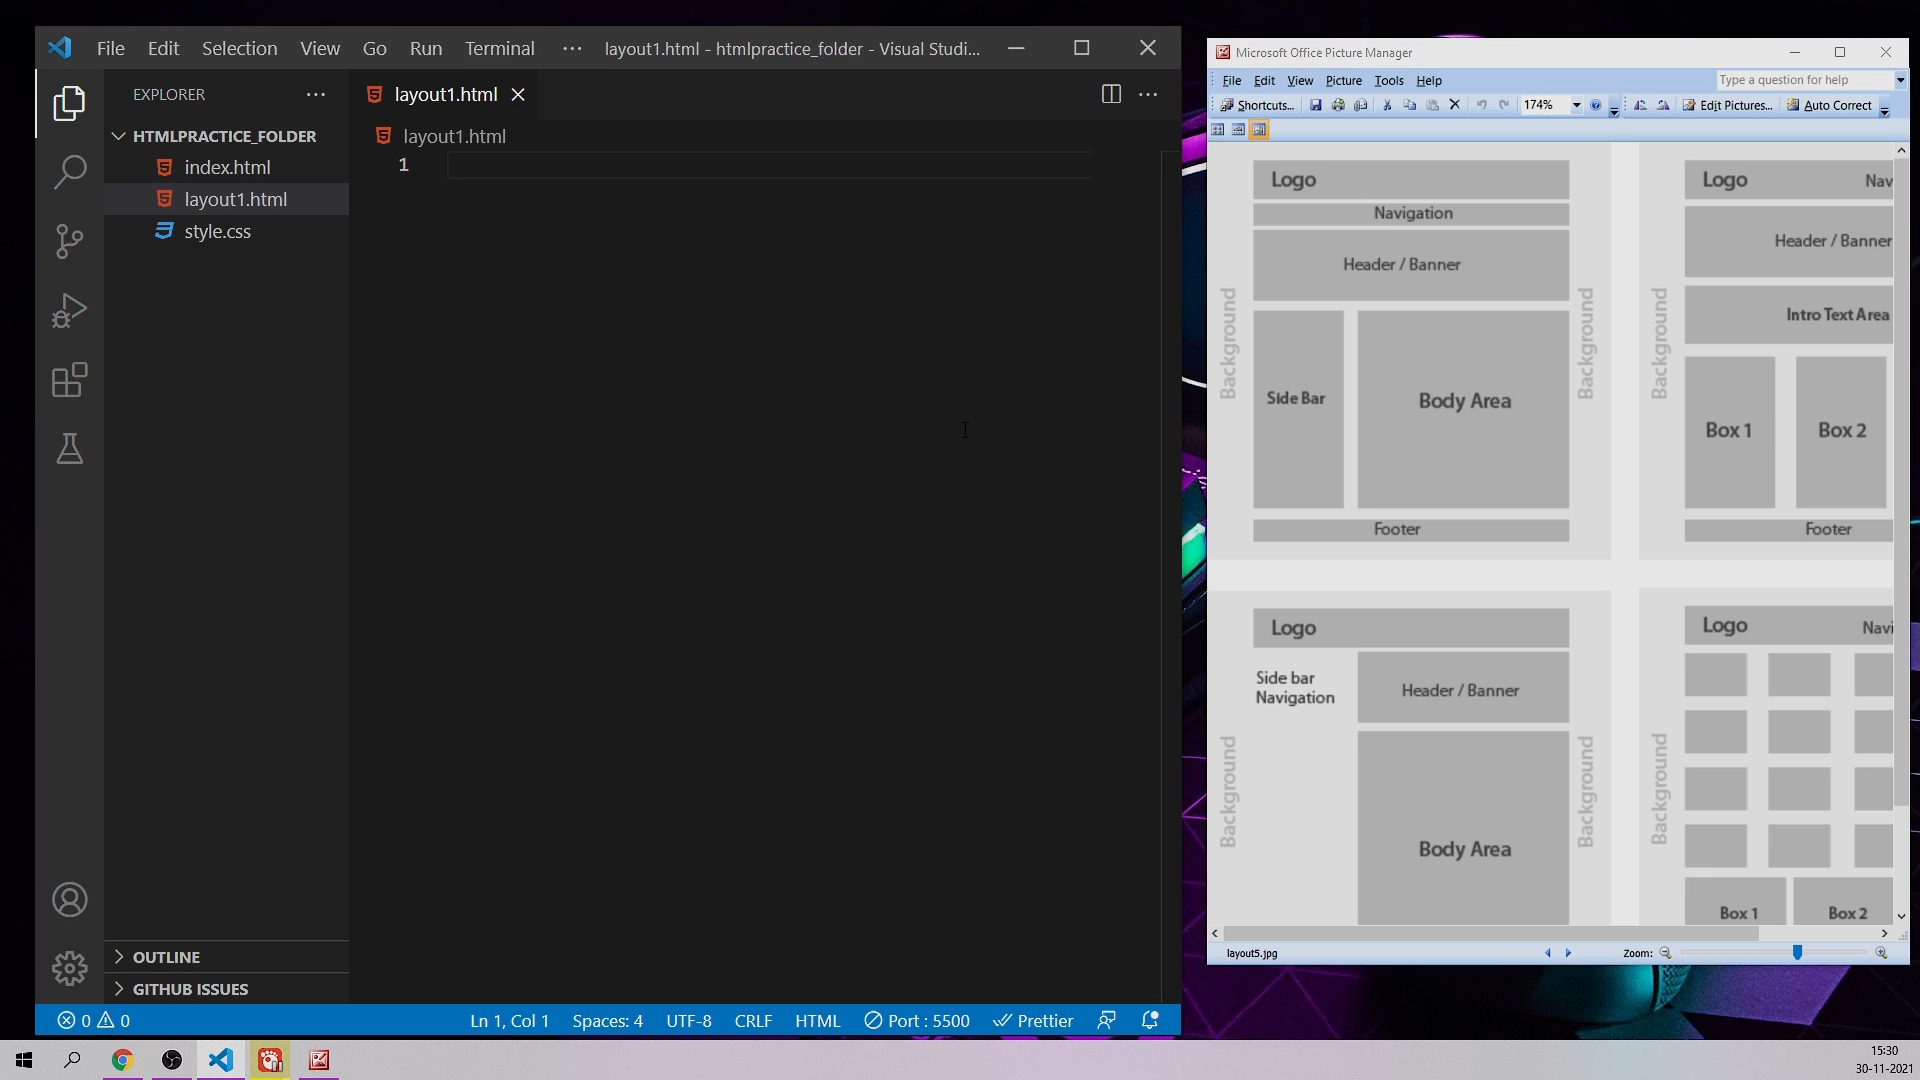 File Edit Selection View Go Run Terminal ··· layout1.html - htmlpractice_folder - Visual Studi...
EXPLORER ···
layout1.html
HTMLPRACTICE_FOLDER
index.html
layout1.html
style.css
layout1.html
1
OUTLINE
GITHUB ISSUES
0 0 Ln 1, Col 1 Spaces: 4 UTF-8 CRLF HTML Port : 5500 Prettier
Microsoft Office Picture Manager
File Edit View Picture Tools Help Type a question for help
Shortcuts... 174% Edit Pictures... Auto Correct
Logo
Navigation
Header / Banner
Background
Side Bar
Body Area
Background
Footer
Logo Nav
Header / Banner
Intro Text Area
Background
Box 1 Box 2
Footer
Logo
Side bar
Navigation
Header / Banner
Background
Body Area
Background
Logo Navi
Background
Box 1 Box 2
layout5.jpg Zoom:
15:30
30-11-2021